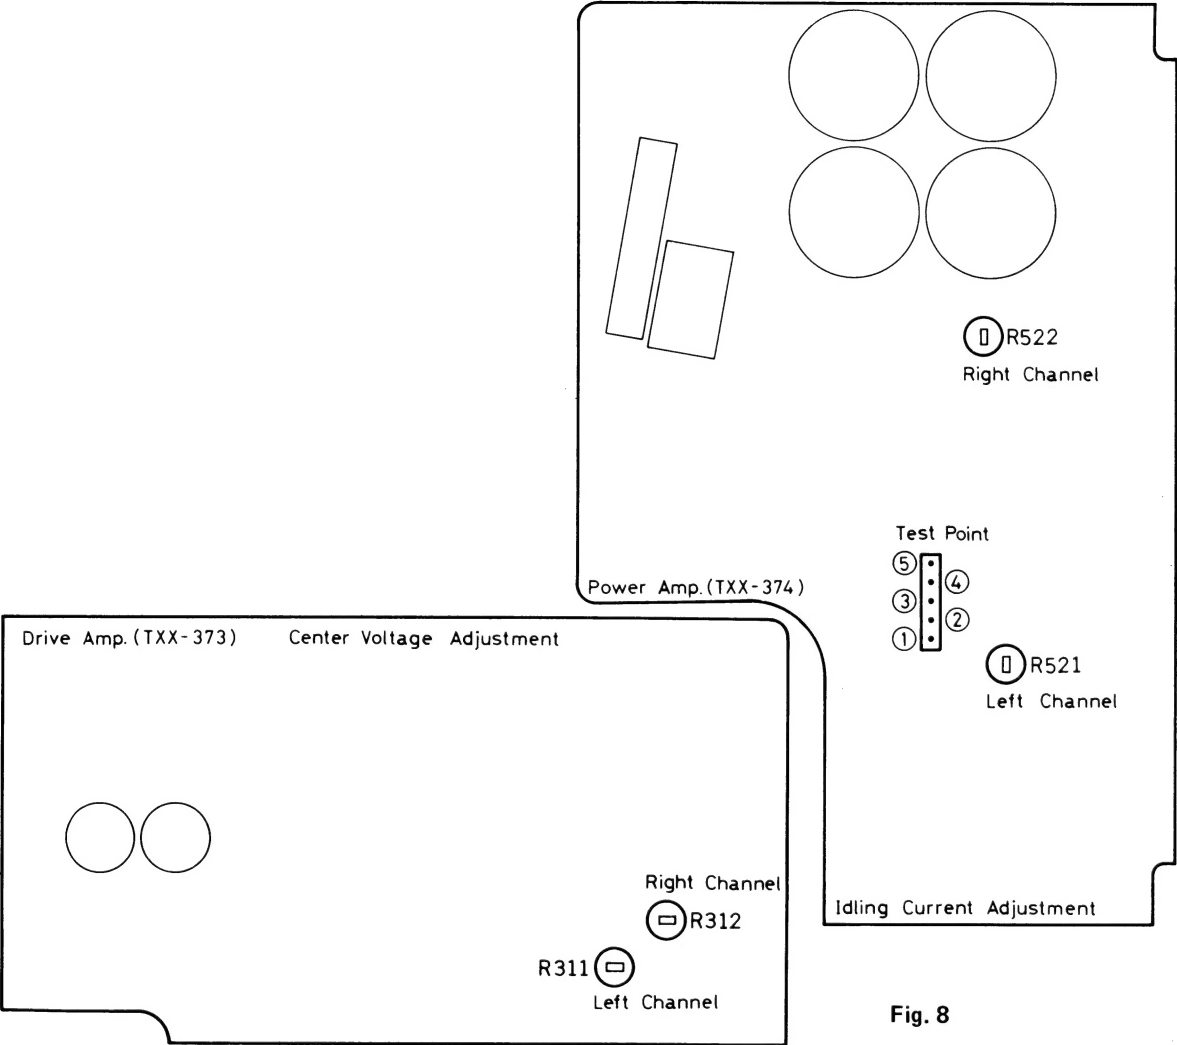 R522
Right Channel
Test Point
5
4
3
2
1
Power Amp.(TXX-374)
R521
Left Channel
Idling Current Adjustment
Drive Amp.(TXX-373) Center Voltage Adjustment
Right Channel
R312
R311
Left Channel
Fig. 8